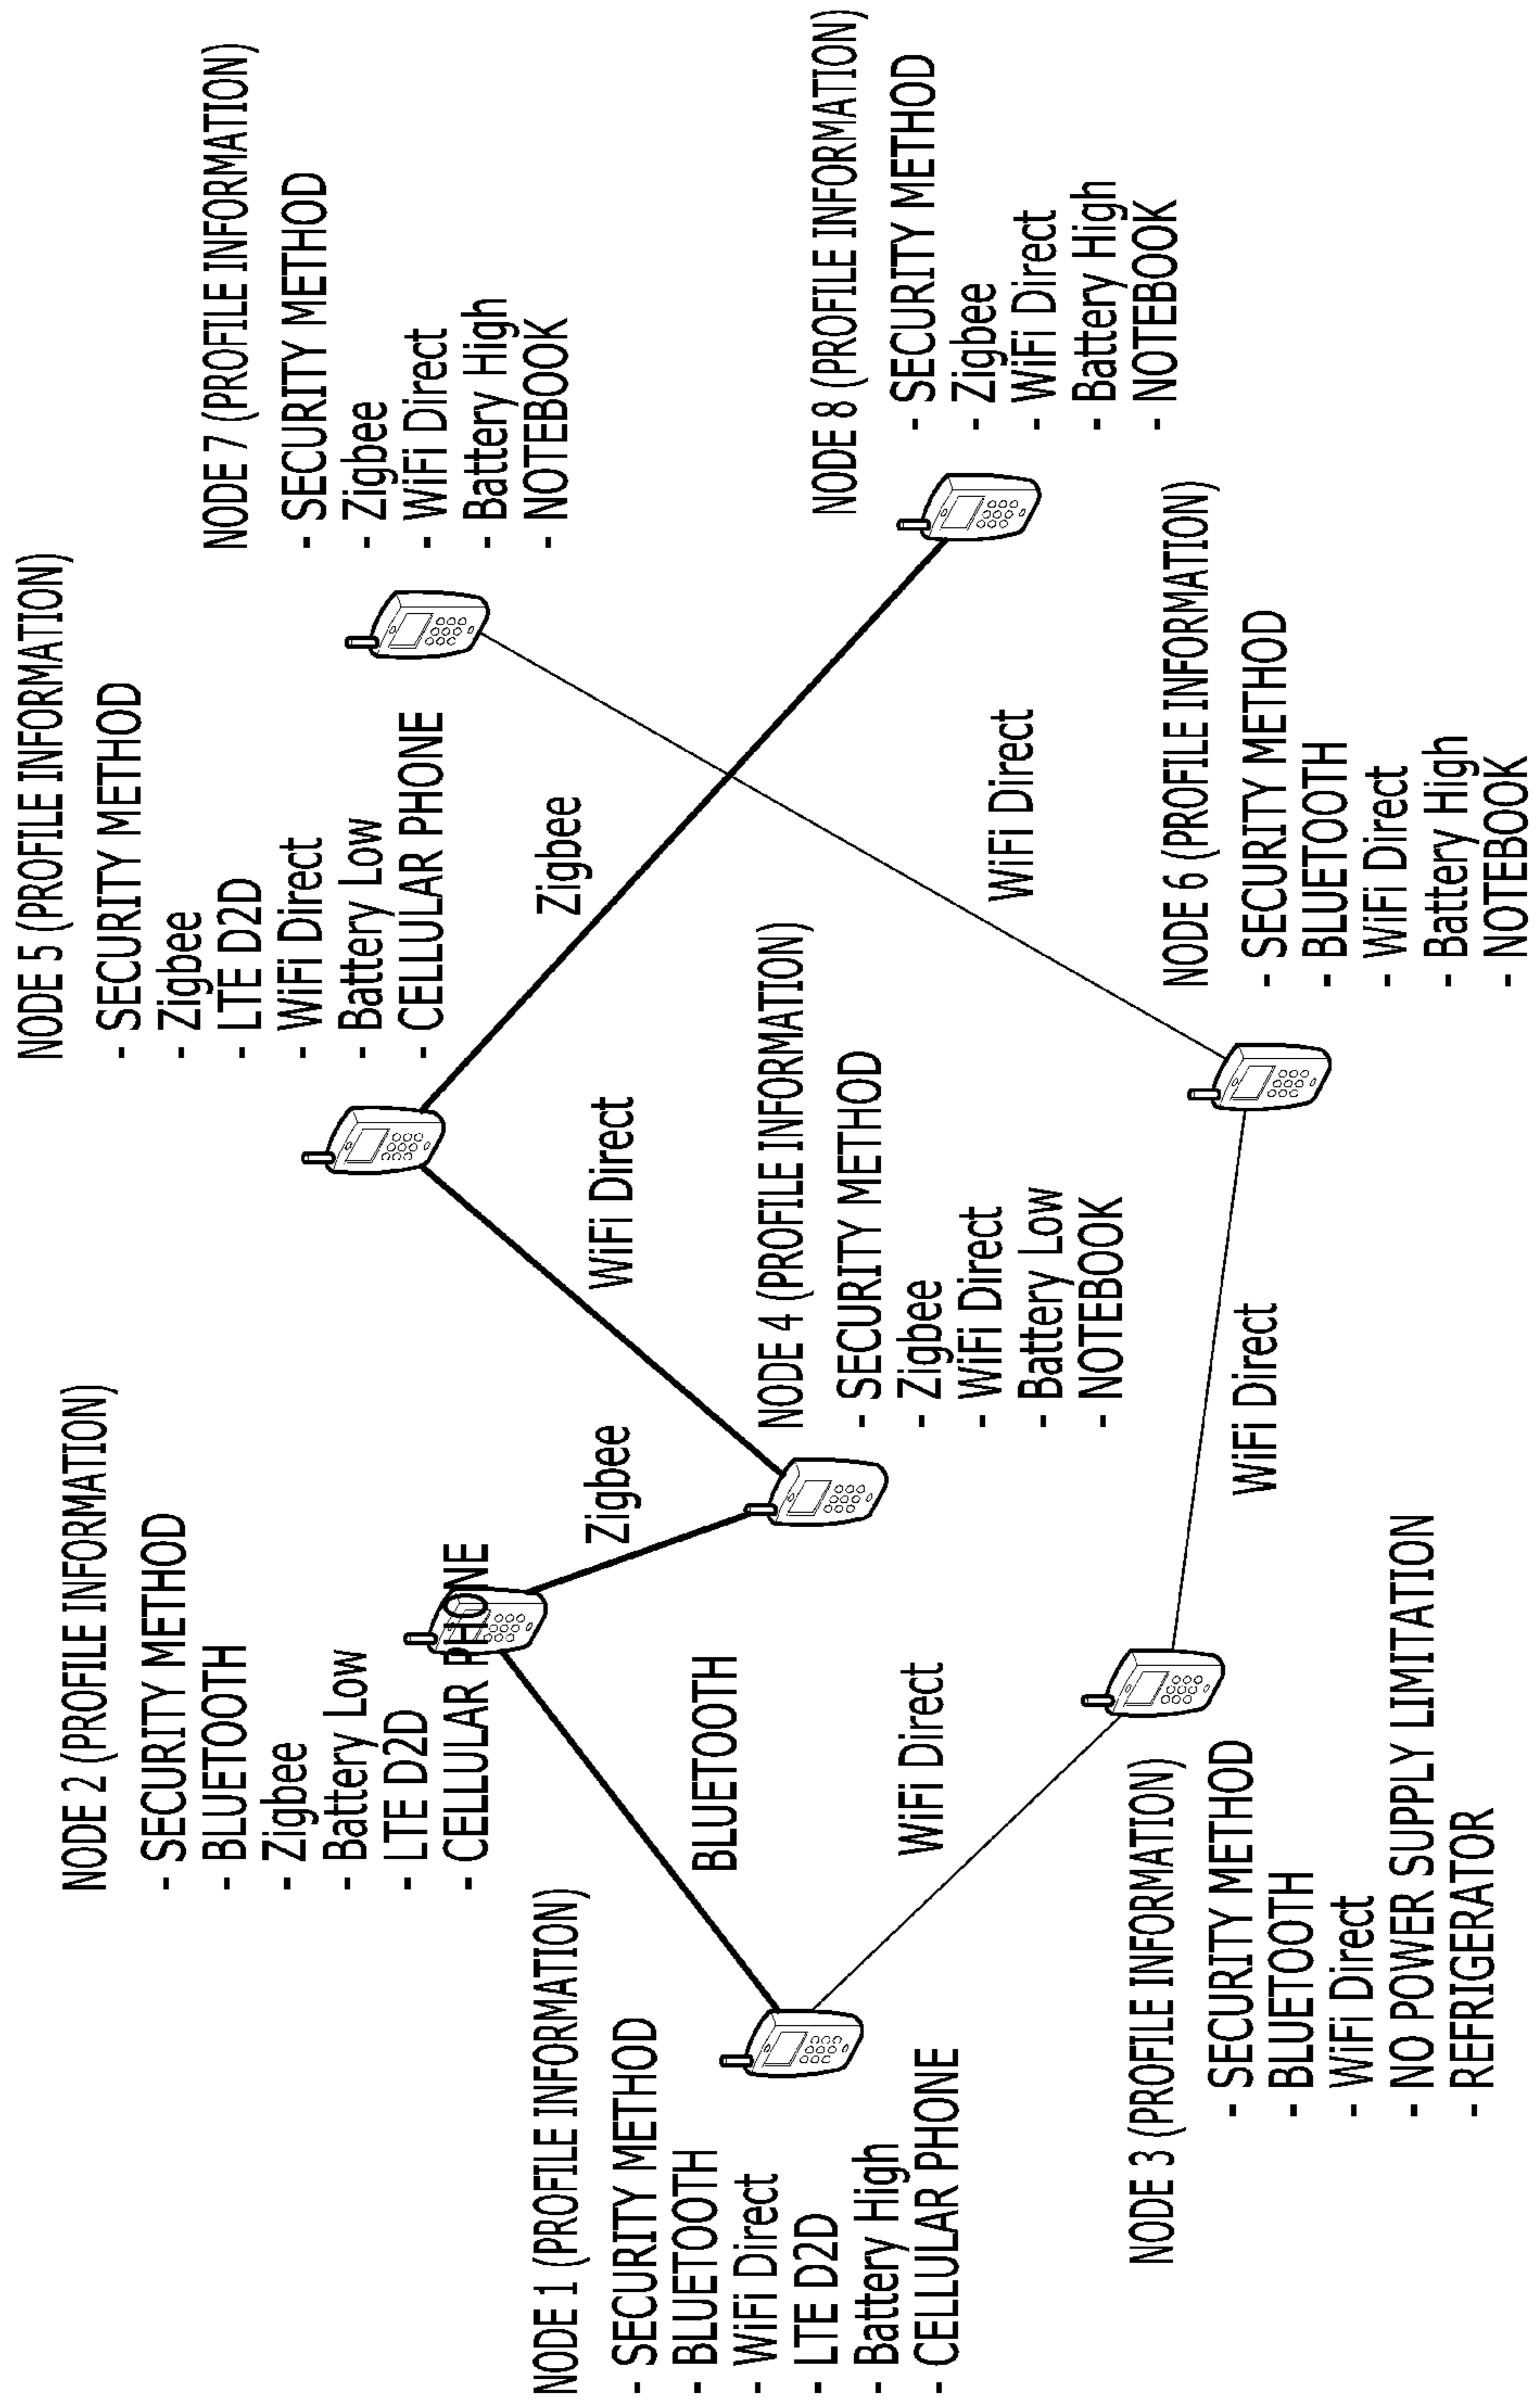 NODE 1 (PROFILE INFORMATION)
- SECURITY METHOD
- BLUETOOTH
- WiFi Direct
- LTE D2D
- Battery High
- CELLULAR PHONE
NODE 2 (PROFILE INFORMATION)
- SECURITY METHOD
- BLUETOOTH
- Zigbee
- Battery Low
- LTE D2D
- CELLULAR PHONE
BLUETOOTH
WiFi Direct
NODE 3 (PROFILE INFORMATION)
- SECURITY METHOD
- BLUETOOTH
- WiFi Direct
- NO POWER SUPPLY LIMITATION
- REFRIGERATOR
Zigbee
NODE 4 (PROFILE INFORMATION)
- SECURITY METHOD
- Zigbee
- WiFi Direct
- Battery Low
- NOTEBOOK
WiFi Direct
WiFi Direct
NODE 5 (PROFILE INFORMATION)
- SECURITY METHOD
- Zigbee
- LTE D2D
- WiFi Direct
- Battery Low
- CELLULAR PHONE
Zigbee
WiFi Direct
NODE 6 (PROFILE INFORMATION)
- SECURITY METHOD
- BLUETOOTH
- WiFi Direct
- Battery High
- NOTEBOOK
NODE 7 (PROFILE INFORMATION)
- SECURITY METHOD
- Zigbee
- WiFi Direct
- Battery High
- NOTEBOOK
NODE 8 (PROFILE INFORMATION)
- SECURITY METHOD
- Zigbee
- WiFi Direct
- Battery High
- NOTEBOOK